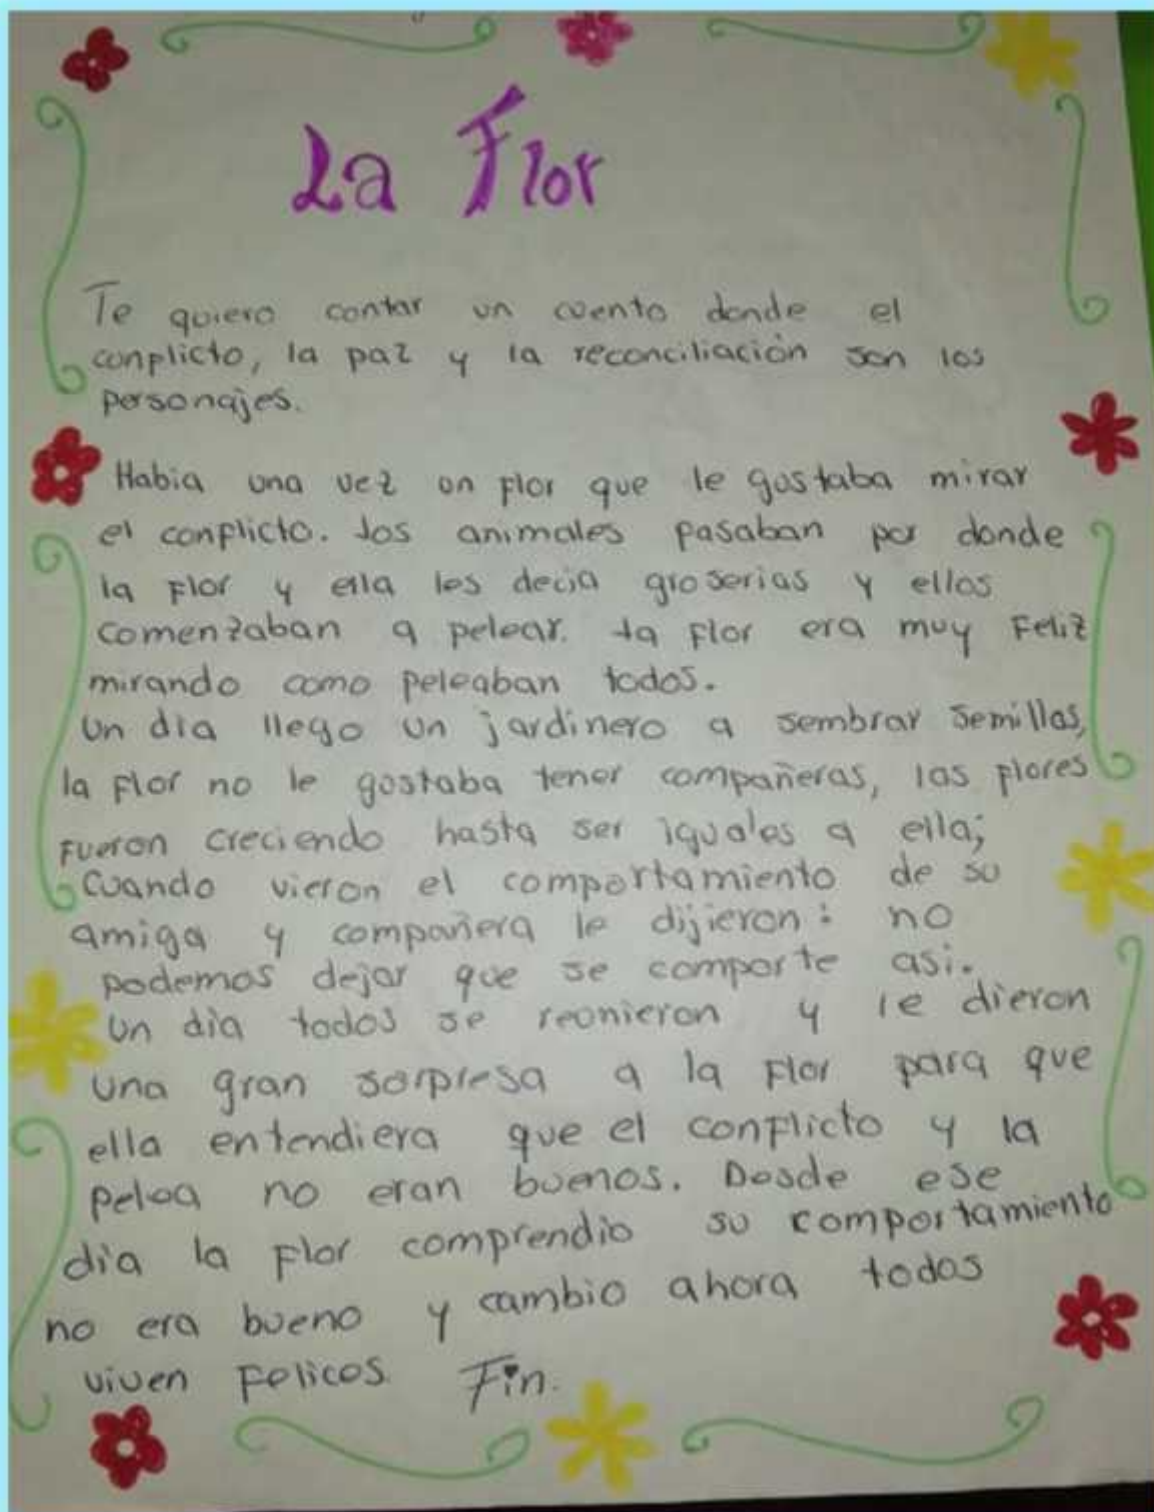 La Flor
Te quiero contar un cuento donde el
conflicto, la paz y la reconciliación son los
personajes.
Habia una vez un flor que le gustaba mirar
el conflicto. Los animales pasaban por donde
la flor y ella les decia groserias y ellos
comenzaban a pelear. La flor era muy feliz
mirando como peleaban todos.
Un dia llego un jardinero a sembrar semillas,
la flor no le gustaba tener compañeras, las flores
fueron creciendo hasta ser iguales a ella;
Cuando vieron el comportamiento de su
amiga y compañera le dijieron: no
podemos dejar que se comporte asi.
Un dia todos se reunieron y le dieron
una gran sorpresa a la flor para que
ella entendiera que el conflicto y la
pelea no eran buenos. Desde ese
dia la flor comprendio su comportamiento
no era bueno y cambio ahora todos
viven felices. Fin.